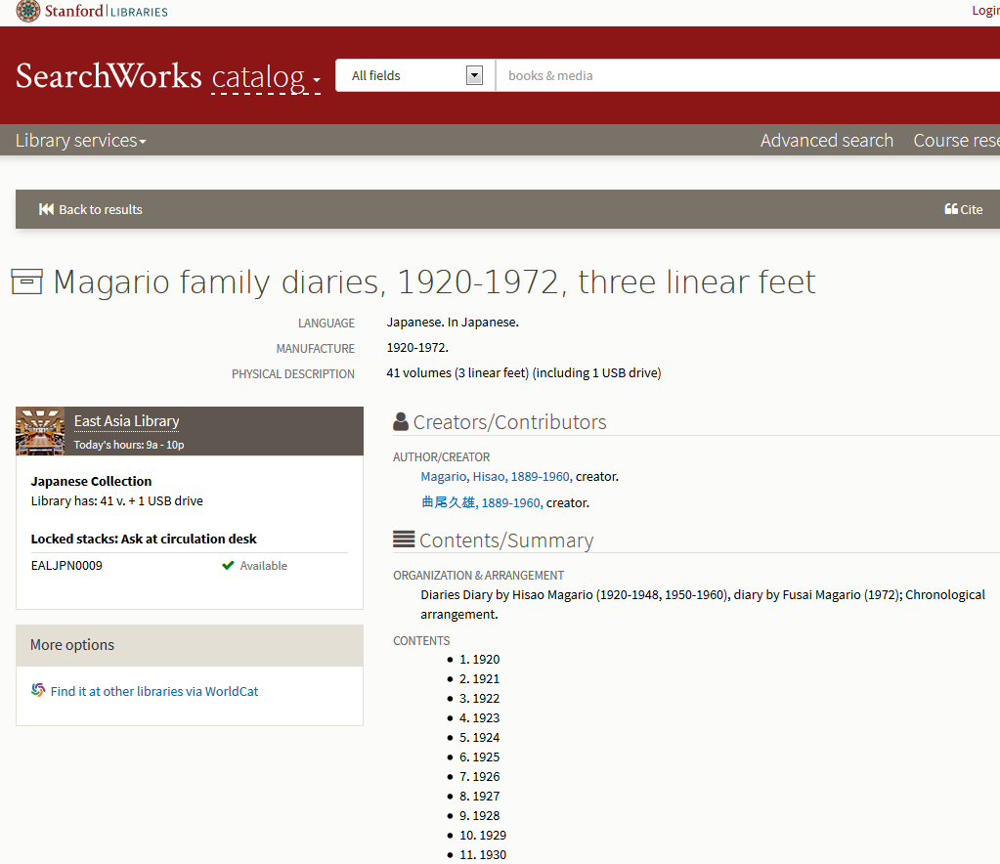 Stanford | LIBRARIES
Login
SearchWorks catalog
All fields
books & media
Library services
Advanced search
Course rese
Back to results
Cite
Magario family diaries, 1920-1972, three linear feet
LANGUAGE Japanese. In Japanese.
MANUFACTURE 1920-1972.
PHYSICAL DESCRIPTION 41 volumes (3 linear feet) (including 1 USB drive)
East Asia Library
Today's hours: 9a - 10p
Japanese Collection
Library has: 41 v. + 1 USB drive
Locked stacks: Ask at circulation desk
EALJPN0009 Available
More options
Find it at other libraries via WorldCat
Creators/Contributors
AUTHOR/CREATOR
Magario, Hisao, 1889-1960, creator.
曲尾久雄, 1889-1960, creator.
Contents/Summary
ORGANIZATION & ARRANGEMENT
Diaries Diary by Hisao Magario (1920-1948, 1950-1960), diary by Fusai Magario (1972); Chronological
arrangement.
CONTENTS
1. 1920
2. 1921
3. 1922
4. 1923
5. 1924
6. 1925
7. 1926
8. 1927
9. 1928
10. 1929
11. 1930